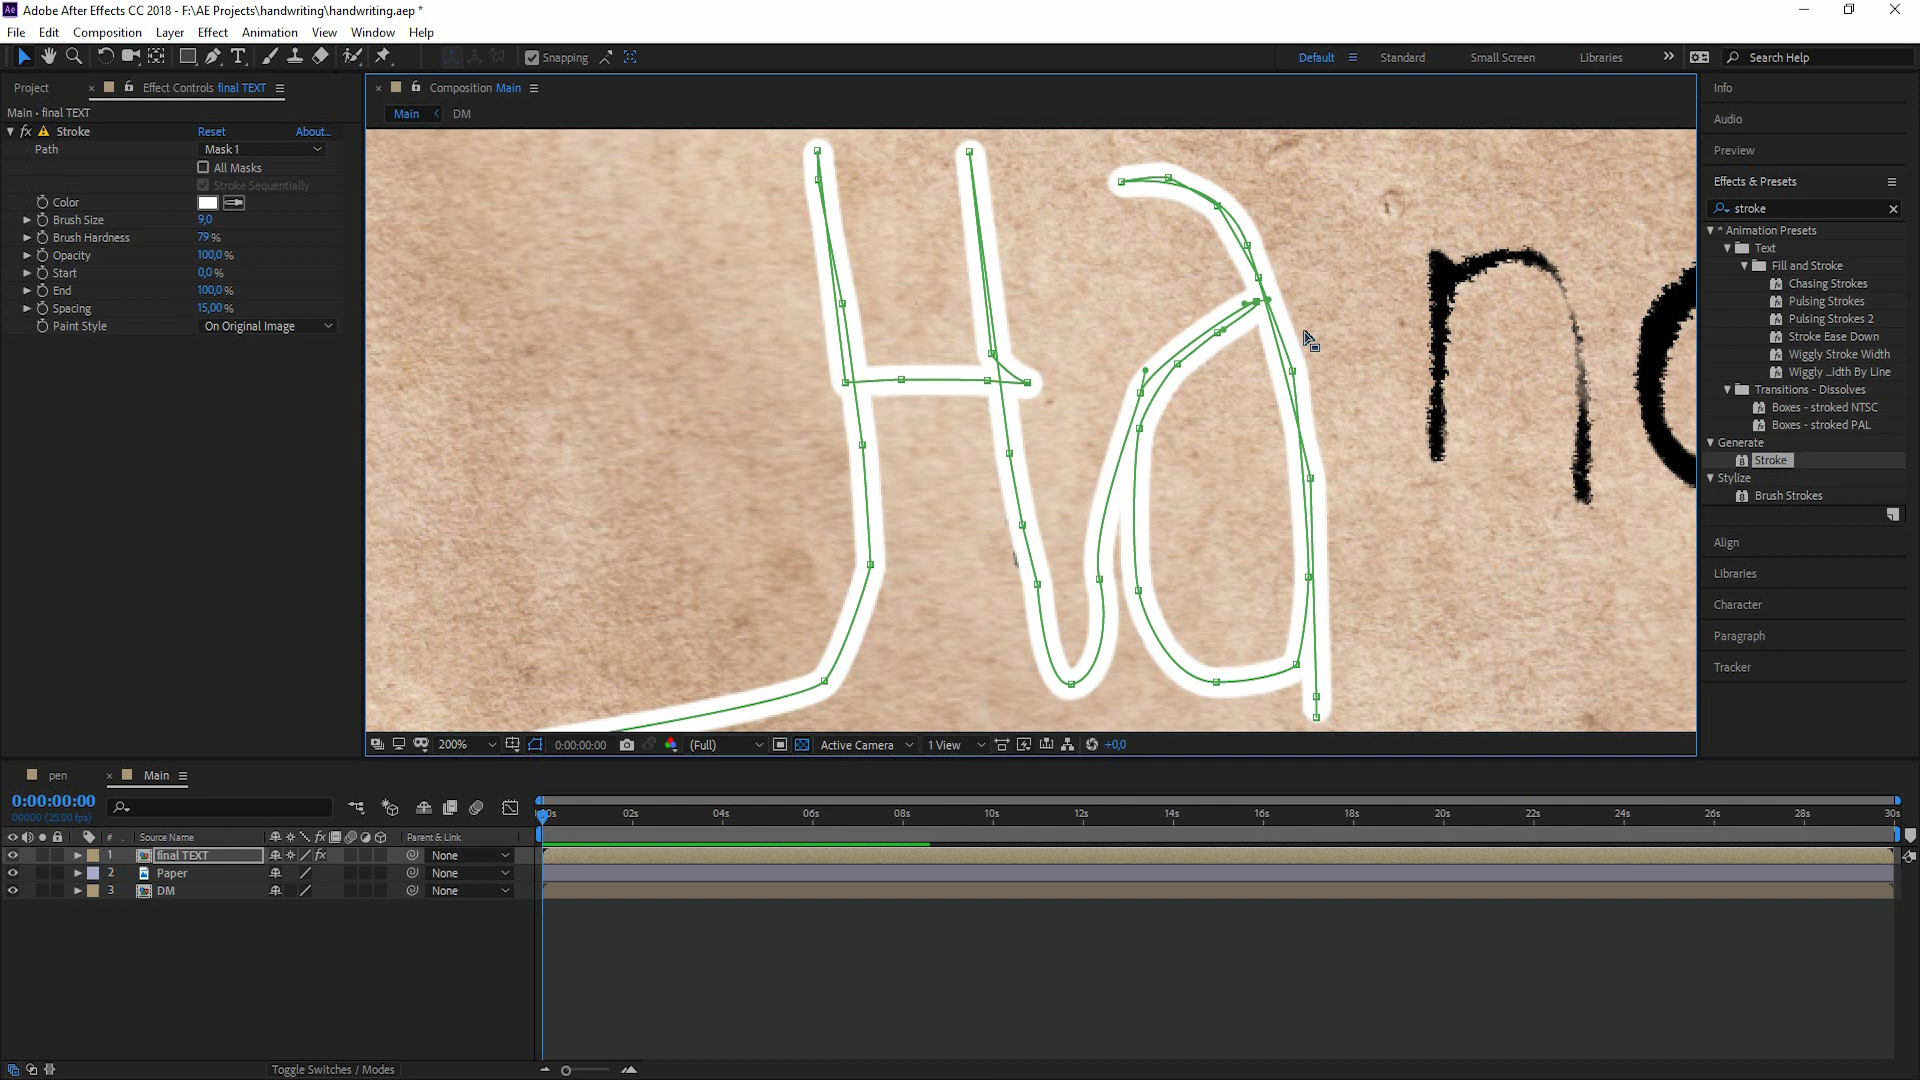 Adobe After Effects CC 2018 - F:\AE Projects\handwriting\handwriting.aep *
File Edit Composition Layer Effect Animation View Window Help
Snapping Default Standard Small Screen Libraries Search Help
Project Effect Controls final TEXT
Main • final TEXT
fx Stroke Reset About...
Path Mask 1
All Masks
Stroke Sequentially
Color
Brush Size 9,0
Brush Hardness 79 %
Opacity 100,0 %
Start 0,0 %
End 100,0 %
Spacing 15,00 %
Paint Style On Original Image
Composition Main
Main DM
Ha n
200% 0:00:00:00 (Full) Active Camera 1 View +0,0
Info
Audio
Preview
Effects & Presets
stroke
* Animation Presets
Text
Fill and Stroke
Chasing Strokes
Pulsing Strokes
Pulsing Strokes 2
Stroke Ease Down
Wiggly Stroke Width
Wiggly ...idth By Line
Transitions - Dissolves
Boxes - stroked NTSC
Boxes - stroked PAL
Generate
Stroke
Stylize
Brush Strokes
Align
Libraries
Character
Paragraph
Tracker
pen Main
0:00:00:00
00000 (25.00 fps)
02s 04s 06s 08s 10s 12s 14s 16s 18s 20s 22s 24s 26s 28s 30s
# Source Name fx Parent & Link
1 final TEXT fx None
2 Paper None
3 DM None
Toggle Switches / Modes